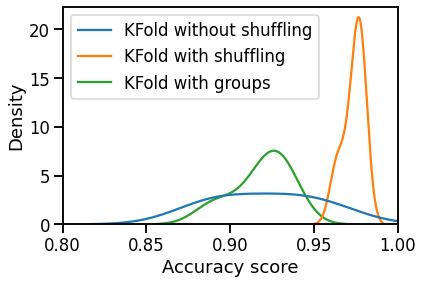 KFold without shuffling
KFold with shuffling
KFold with groups
Density
20
15
10
5
0
0.80 0.85 0.90 0.95 1.00
Accuracy score